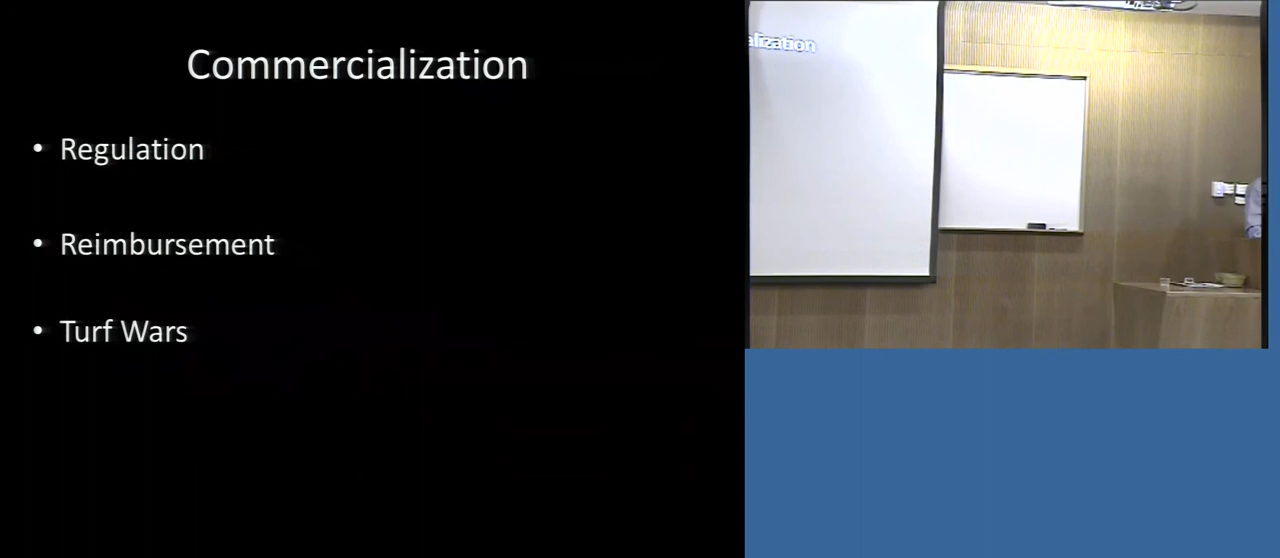 Commercialization
• Regulation
• Reimbursement
• Turf Wars
alization